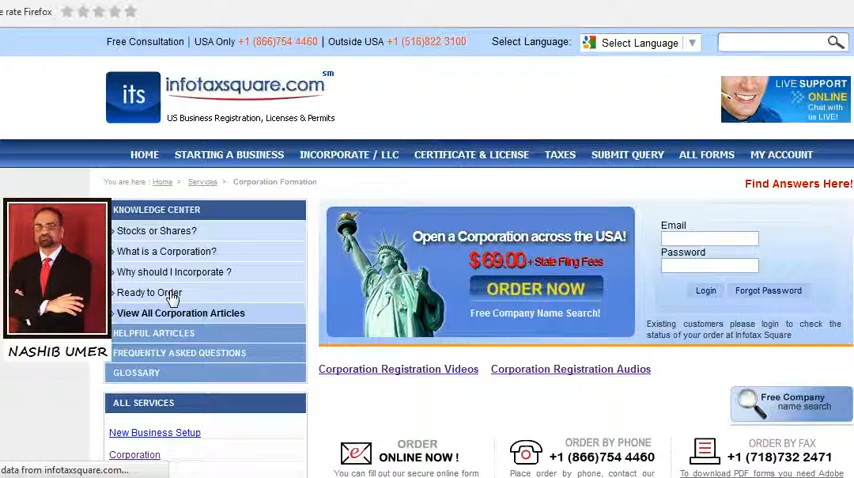 e rate Firefox
Free Consultation | USA Only +1 (866)754 4460 | Outside USA +1 (516)822 3100 Select Language: Select Language
its infotaxsquare.com sm
US Business Registration, Licenses & Permits
LIVE SUPPORT
ONLINE
Chat with
us LIVE!
HOME STARTING A BUSINESS INCORPORATE / LLC CERTIFICATE & LICENSE TAXES SUBMIT QUERY ALL FORMS MY ACCOUNT
You are here : Home > Services > Corporation Formation
Find Answers Here!
KNOWLEDGE CENTER
Stocks or Shares?
What is a Corporation?
Why should I Incorporate ?
Ready to Order
View All Corporation Articles
HELPFUL ARTICLES
FREQUENTLY ASKED QUESTIONS
GLOSSARY
NASHIB UMER
Open a Corporation across the USA!
$69.00 + State Filing Fees
ORDER NOW
Free Company Name Search!
Email
Password
Login Forgot Password
Existing customers please login to check the
status of your order at Infotax Square
Corporation Registration Videos Corporation Registration Audios
Free Company
name search
ALL SERVICES
New Business Setup
Corporation
ORDER
ONLINE NOW !
You can fill out our secure online form
ORDER BY PHONE
+1 (866)754 4460
Place order by phone, contact our
ORDER BY FAX
+1 (718)732 2471
To download PDF forms you need Adobe
data from infotaxsquare.com...